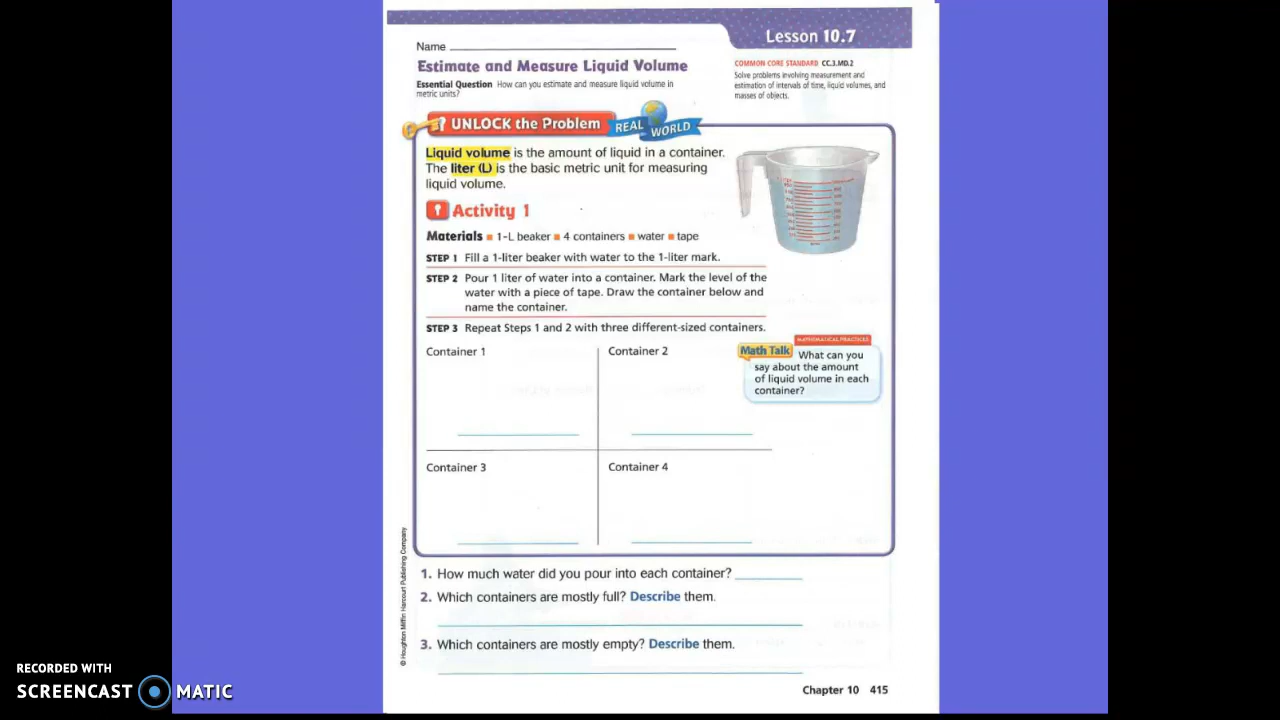 Lesson 10.7
Name
Estimate and Measure Liquid Volume
Essential Question How can you estimate and measure liquid volume in
metric units?
COMMON CORE STANDARD CC.3.MD.2
Solve problems involving measurement and
estimation of intervals of time, liquid volumes, and
masses of objects.
UNLOCK the Problem REAL WORLD
Liquid volume is the amount of liquid in a container.
The liter (L) is the basic metric unit for measuring
liquid volume.
Activity 1
Materials ■ 1-L beaker ■ 4 containers ■ water ■ tape
STEP 1 Fill a 1-liter beaker with water to the 1-liter mark.
STEP 2 Pour 1 liter of water into a container. Mark the level of the
water with a piece of tape. Draw the container below and
name the container.
STEP 3 Repeat Steps 1 and 2 with three different-sized containers.
Container 1
Container 2
MATHEMATICAL PRACTICES
Math Talk What can you
say about the amount
of liquid volume in each
container?
Container 3
Container 4
1. How much water did you pour into each container?
2. Which containers are mostly full? Describe them.
3. Which containers are mostly empty? Describe them.
© Houghton Mifflin Harcourt Publishing Company
Chapter 10 415
RECORDED WITH
SCREENCAST MATIC